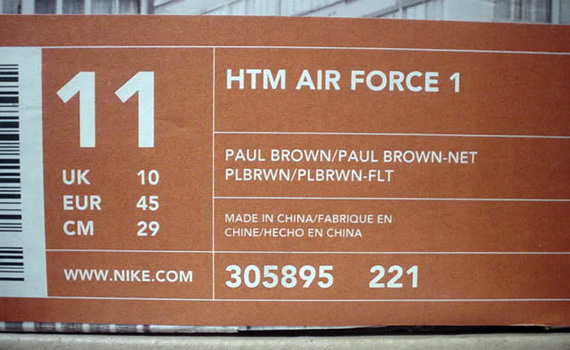 11
UK 10
EUR 45
CM 29
WWW.NIKE.COM
HTM AIR FORCE 1
PAUL BROWN/PAUL BROWN-NET
PLBRWN/PLBRWN-FLT
MADE IN CHINA/FABRIQUE EN
CHINE/HECHO EN CHINA
305895 221